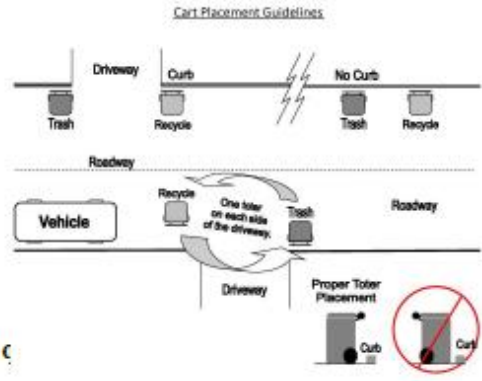 Cart Placement Guidelines
Driveway
Curb
No Curb
Trash
Recycle
Trash
Recycle
Roadway
Recycle
One toter
on each side
of the driveway.
Trash
Roadway
Vehicle
Driveway
Proper Toter
Placement
Curb
Curb